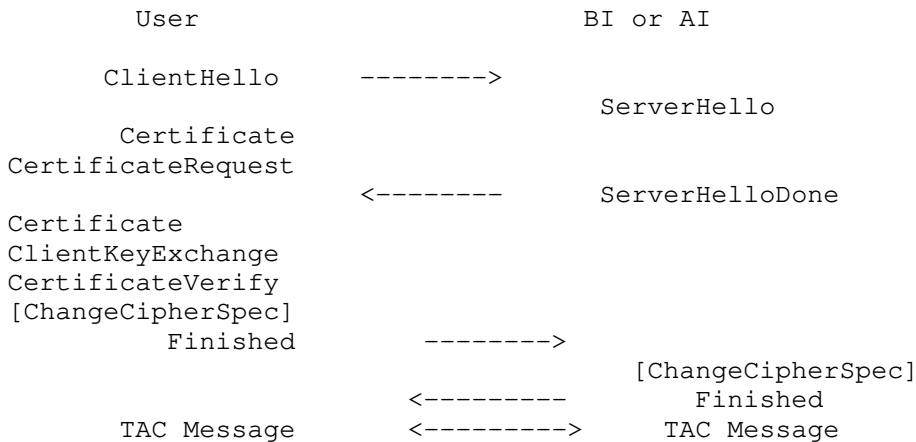 User BI or AI
ClientHello --------> 
ServerHello
Certificate
CertificateRequest
<-------- ServerHelloDone
Certificate
ClientKeyExchange
CertificateVerify
[ChangeCipherSpec]
Finished -------->
[ChangeCipherSpec]
<--------- Finished
TAC Message <---------> TAC Message